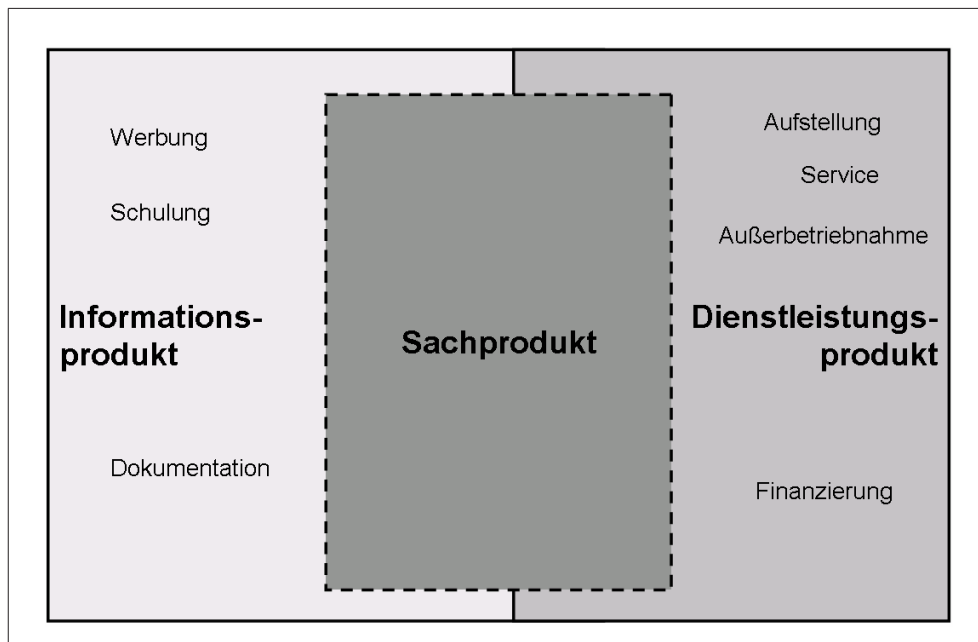 Werbung
Schulung
Informations-
produkt
Dokumentation
Sachprodukt
Aufstellung
Service
Außerbetriebnahme
Dienstleistungs-
produkt
Finanzierung